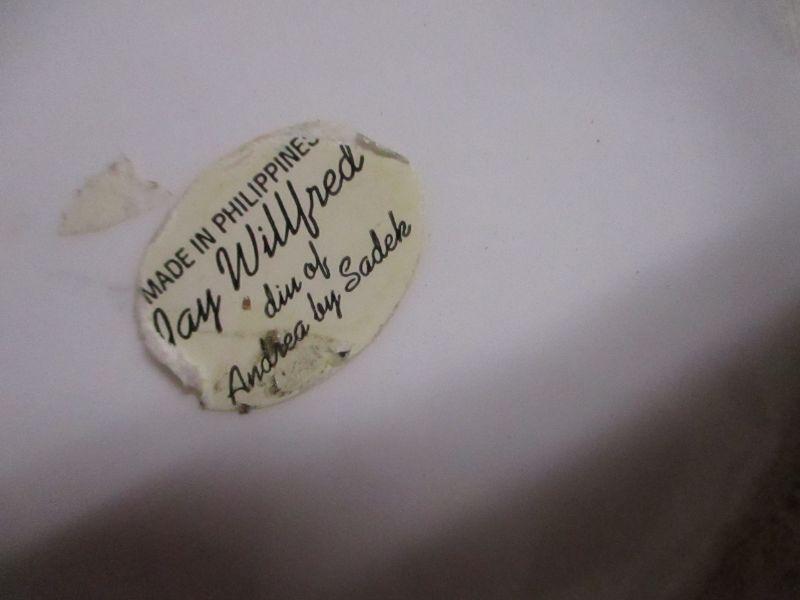 MADE IN PHILIPPINES
Jay Willfred
div of
Andrea by Sadek